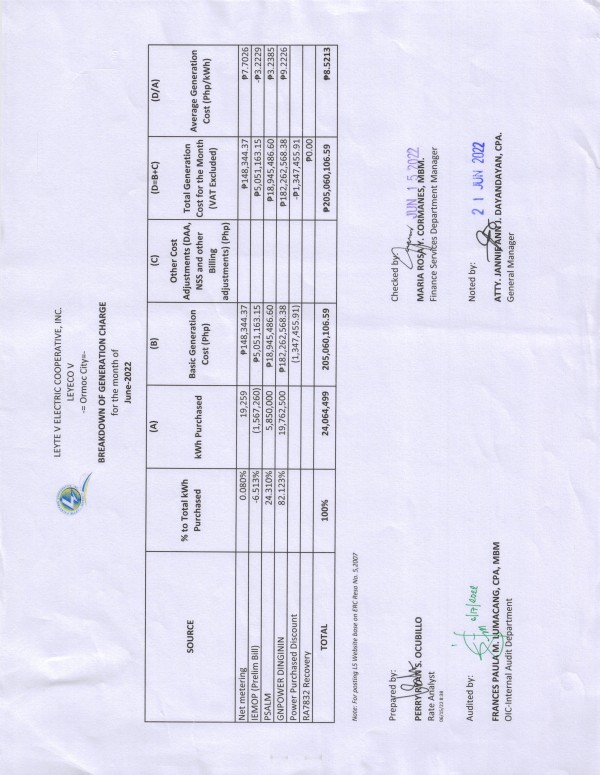 LEYTE V ELECTRIC COOPERATIVE, INC.
LEYECO V
-= Ormoc City=-
BREAKDOWN OF GENERATION CHARGE
for the month of
June-2022
SOURCE
% to Total kWh Purchased
(A) kWh Purchased
(B) Basic Generation Cost (Php)
(C) Other Cost Adjustments (DAA, NSS and other Billing adjustments) (Php)
(D=B+C) Total Generation Cost for the Month (VAT Excluded)
(D/A) Average Generation Cost (Php/kWh)
Net metering 0.080% 19,259 ₱148,344.37 ₱148,344.37 ₱7.7026
IEMOP (Prelim Bill) -6.513% (1,567,260) ₱5,051,163.15 ₱5,051,163.15 -₱3.2229
PSALM 24.310% 5,850,000 ₱18,945,486.60 ₱18,945,486.60 ₱3.2385
GNPOWER DINGININ 82.123% 19,762,500 ₱182,262,568.38 ₱182,262,568.38 ₱9.2226
Power Purchased Discount (1,347,455.91) -₱1,347,455.91
RA7832 Recovery ₱0.00
TOTAL 100% 24,064,499 205,060,106.59 ₱205,060,106.59 ₱8.5213
Note: For posting LS Website base on ERC Reso No. 5,2007
Prepared by:
PERRY RYAN S. OCUBILLO
Rate Analyst
Checked by:
JUN 15 2022
MARIA ROSA Y. CORMANES, MBM.
Finance Services Department Manager
Audited by:
FRANCES PAULA M. LUMACANG, CPA, MBM
OIC-Internal Audit Department
Noted by:
21 JUN 2022
ATTY. JANNIE ANN J. DAYANDAYAN, CPA.
General Manager